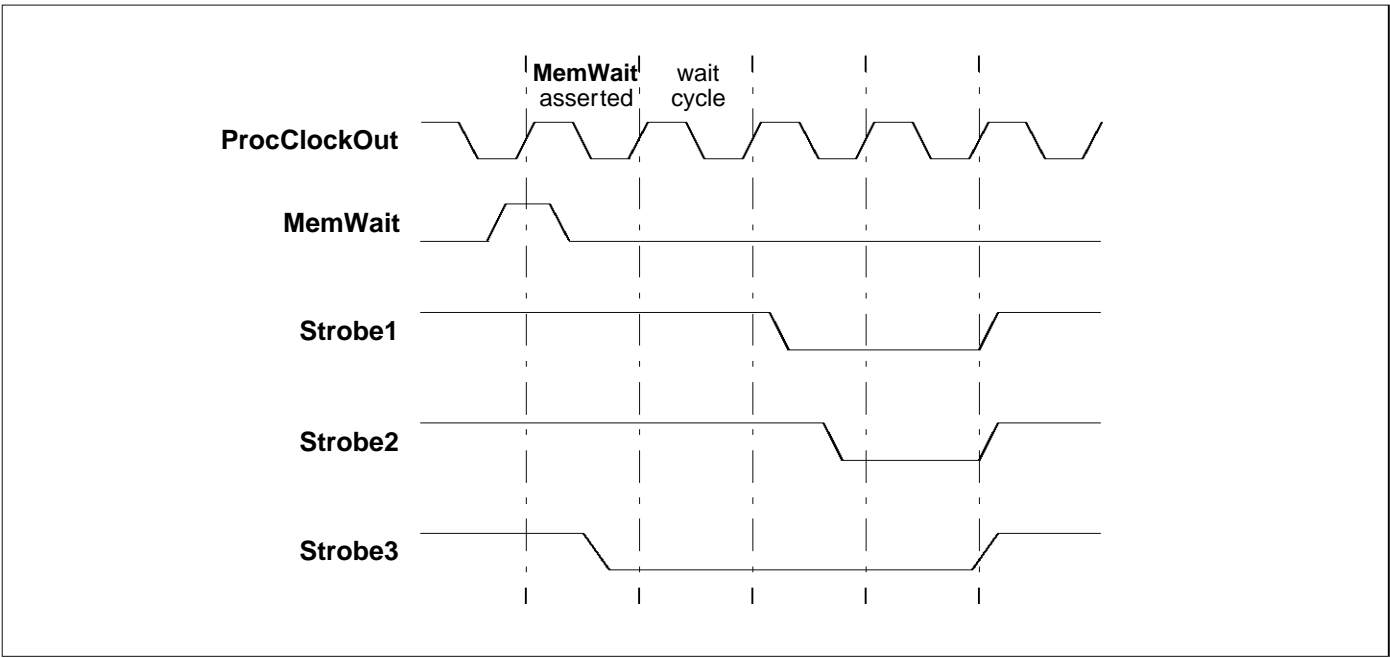 MemWait
asserted
wait
cycle
ProcClockOut
MemWait
Strobe1
Strobe2
Strobe3